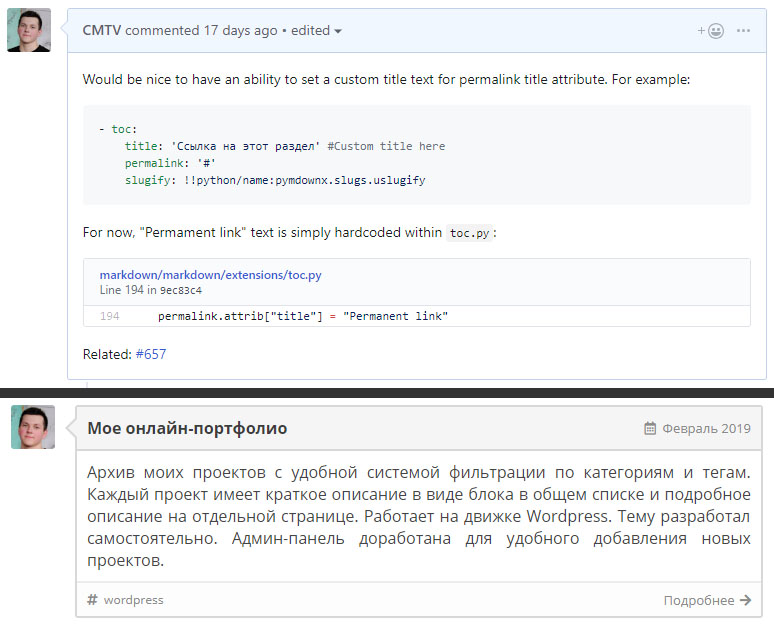 CMTV commented 17 days ago • edited
Would be nice to have an ability to set a custom title text for permalink title attribute. For example:
- toc:
title: 'Ссылка на этот раздел' #Custom title here
permalink: '#'
slugify: !!python/name:pymdownx.slugs.uslugify
For now, "Permament link" text is simply hardcoded within toc.py:
markdown/markdown/extensions/toc.py
Line 194 in 9ec83c4
194 permalink.attrib["title"] = "Permanent link"
Related: #657
Мое онлайн-портфолио
Февраль 2019
Архив моих проектов с удобной системой фильтрации по категориям и тегам.
Каждый проект имеет краткое описание в виде блока в общем списке и подробное
описание на отдельной странице. Работает на движке Wordpress. Тему разработал
самостоятельно. Админ-панель доработана для удобного добавления новых
проектов.
# wordpress
Подробнее →